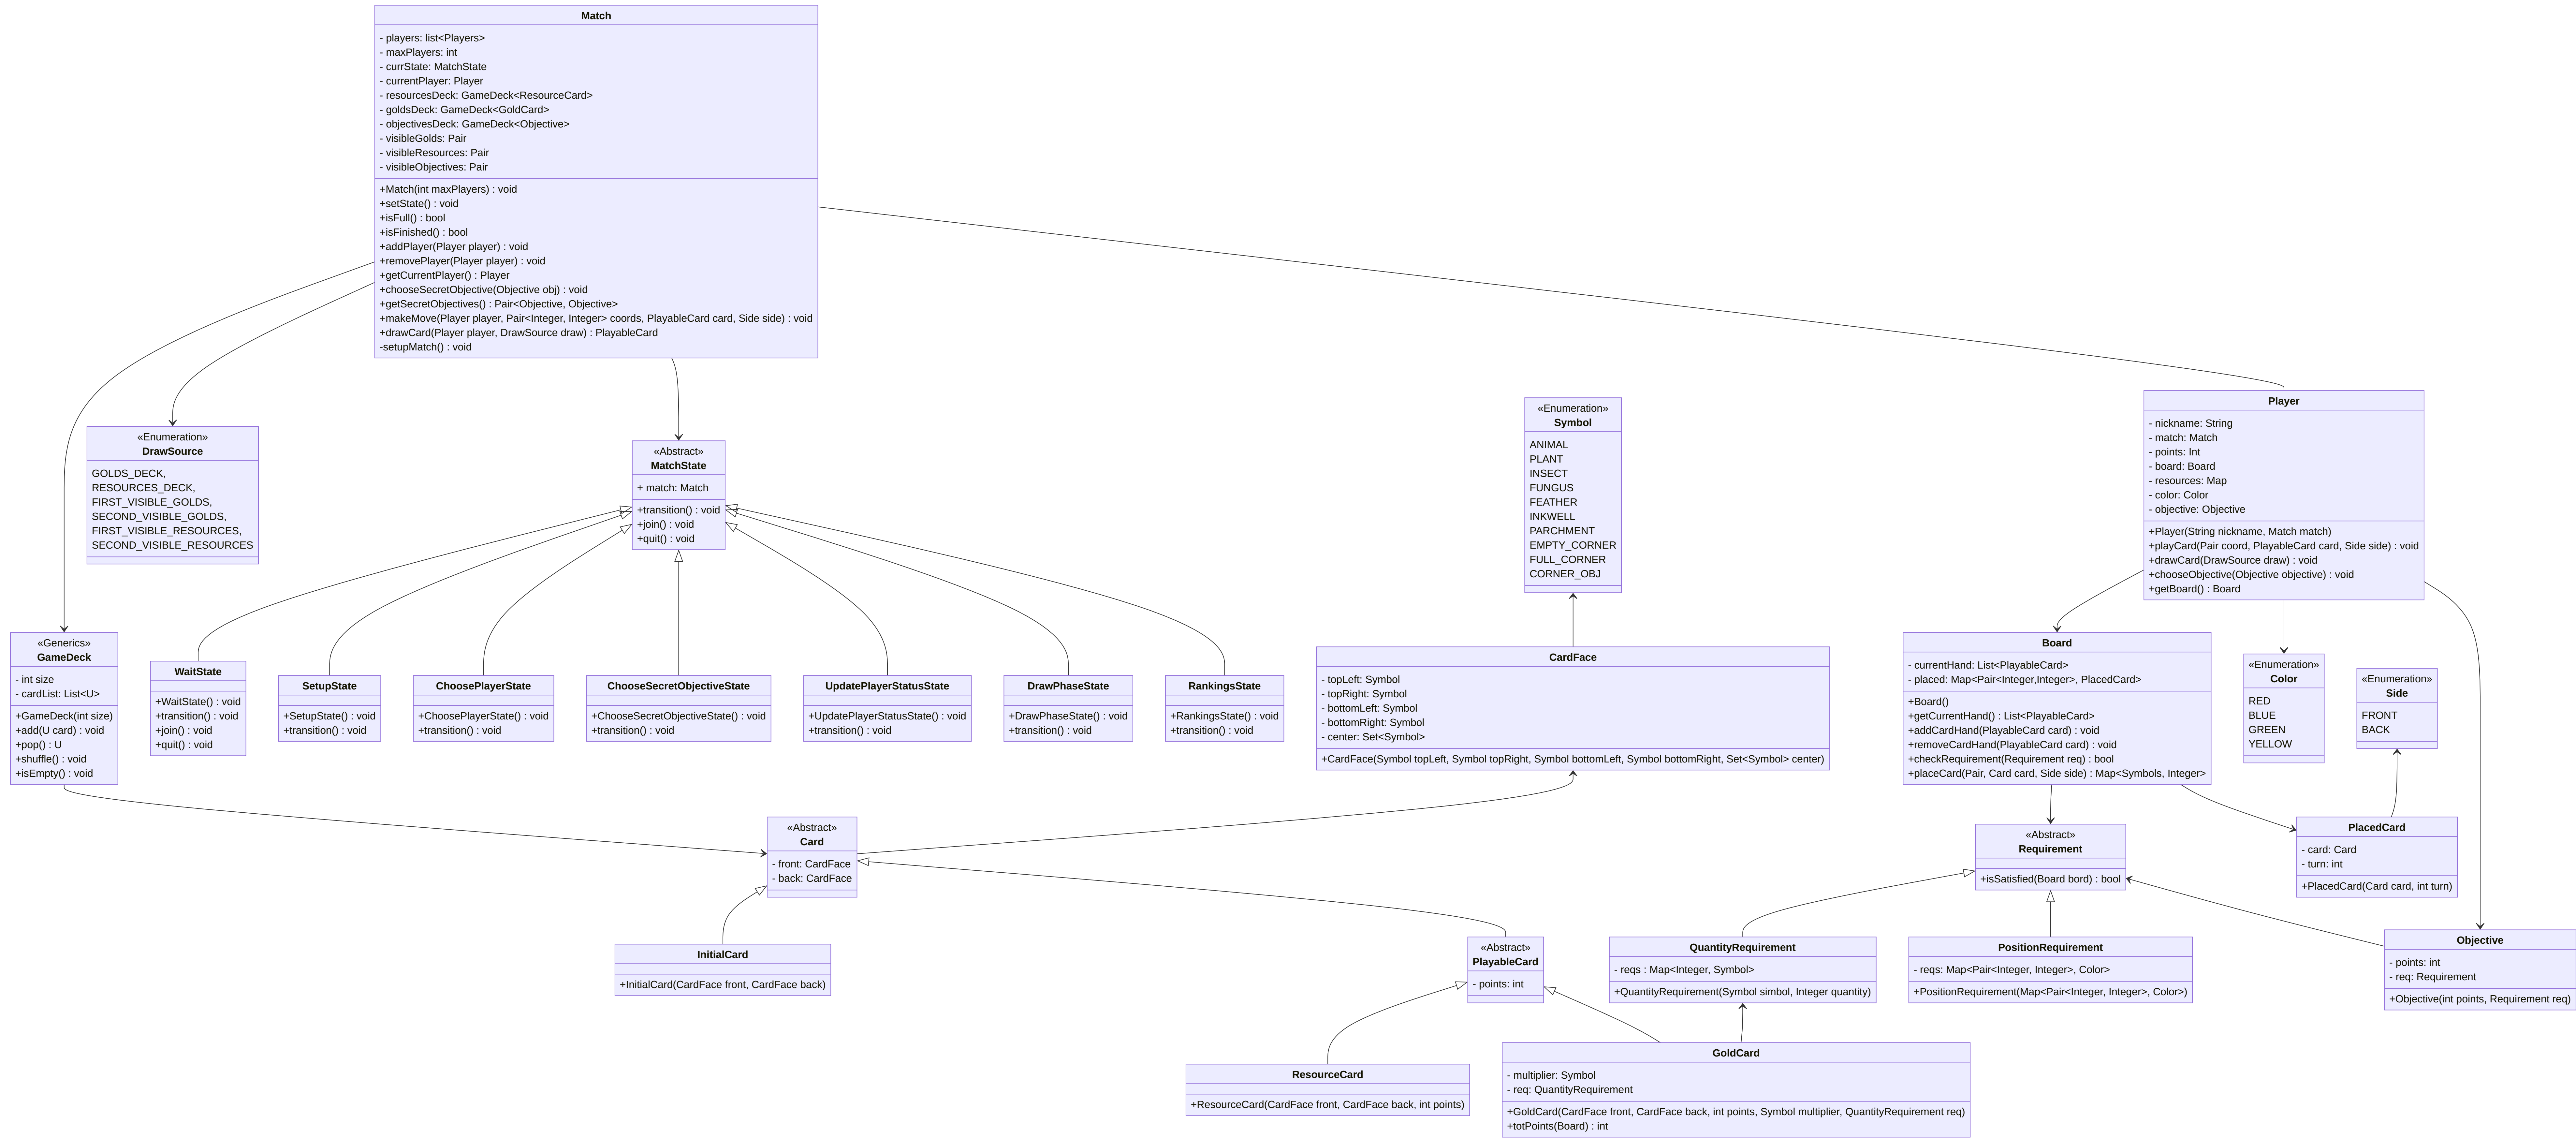 Match
- players: list<Players>
- maxPlayers: int
- currState: MatchState
- currentPlayer: Player
- resourcesDeck: GameDeck<ResourceCard>
- goldsDeck: GameDeck<GoldCard>
- objectivesDeck: GameDeck<Objective>
- visibleGolds: Pair
- visibleResources: Pair
- visibleObjectives: Pair
+Match(int maxPlayers) : void
+setState() : void
+isFull() : bool
+isFinished() : bool
+addPlayer(Player player) : void
+removePlayer(Player player) : void
+getCurrentPlayer() : Player
+chooseSecretObjective(Objective obj) : void
+getSecretObjectives() : Pair<Objective, Objective>
+makeMove(Player player, Pair<Integer, Integer> coords, PlayableCard card, Side side) : void
+drawCard(Player player, DrawSource draw) : PlayableCard
-setupMatch() : void
«Enumeration»
DrawSource
GOLDS_DECK,
RESOURCES_DECK,
FIRST_VISIBLE_GOLDS,
SECOND_VISIBLE_GOLDS,
FIRST_VISIBLE_RESOURCES,
SECOND_VISIBLE_RESOURCES
«Abstract»
MatchState
+ match: Match
+transition() : void
+join() : void
+quit() : void
«Enumeration»
Symbol
ANIMAL
PLANT
INSECT
FUNGUS
FEATHER
INKWELL
PARCHMENT
EMPTY_CORNER
FULL_CORNER
CORNER_OBJ
Player
- nickname: String
- match: Match
- points: Int
- board: Board
- resources: Map
- color: Color
- objective: Objective
+Player(String nickname, Match match)
+playCard(Pair coord, PlayableCard card, Side side) : void
+drawCard(DrawSource draw) : void
+chooseObjective(Objective objective) : void
+getBoard() : Board
«Generics»
GameDeck
- int size
- cardList: List<U>
+GameDeck(int size)
+add(U card) : void
+pop() : U
+shuffle() : void
+isEmpty() : void
WaitState
+WaitState() : void
+transition() : void
+join() : void
+quit() : void
SetupState
+SetupState() : void
+transition() : void
ChoosePlayerState
+ChoosePlayerState() : void
+transition() : void
ChooseSecretObjectiveState
+ChooseSecretObjectiveState() : void
+transition() : void
UpdatePlayerStatusState
+UpdatePlayerStatusState() : void
+transition() : void
DrawPhaseState
+DrawPhaseState() : void
+transition() : void
RankingsState
+RankingsState() : void
+transition() : void
CardFace
- topLeft: Symbol
- topRight: Symbol
- bottomLeft: Symbol
- bottomRight: Symbol
- center: Set<Symbol>
+CardFace(Symbol topLeft, Symbol topRight, Symbol bottomLeft, Symbol bottomRight, Set<Symbol> center)
Board
- currentHand: List<PlayableCard>
- placed: Map<Pair<Integer,Integer>, PlacedCard>
+Board()
+getCurrentHand() : List<PlayableCard>
+addCardHand(PlayableCard card) : void
+removeCardHand(PlayableCard card) : void
+checkRequirement(Requirement req) : bool
+placeCard(Pair, Card card, Side side) : Map<Symbols, Integer>
«Enumeration»
Color
RED
BLUE
GREEN
YELLOW
«Enumeration»
Side
FRONT
BACK
«Abstract»
Card
- front: CardFace
- back: CardFace
«Abstract»
Requirement
+isSatisfied(Board bord) : bool
PlacedCard
- card: Card
- turn: int
+PlacedCard(Card card, int turn)
InitialCard
+InitialCard(CardFace front, CardFace back)
«Abstract»
PlayableCard
- points: int
QuantityRequirement
- reqs : Map<Integer, Symbol>
+QuantityRequirement(Symbol simbol, Integer quantity)
PositionRequirement
- reqs: Map<Pair<Integer, Integer>, Color>
+PositionRequirement(Map<Pair<Integer, Integer>, Color>)
Objective
- points: int
- req: Requirement
+Objective(int points, Requirement req)
ResourceCard
+ResourceCard(CardFace front, CardFace back, int points)
GoldCard
- multiplier: Symbol
- req: QuantityRequirement
+GoldCard(CardFace front, CardFace back, int points, Symbol multiplier, QuantityRequirement req)
+totPoints(Board) : int